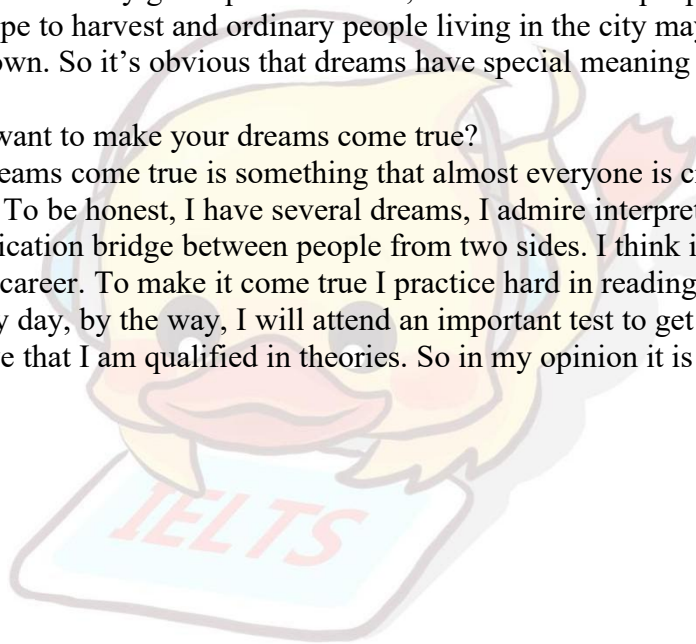 pe to harvest and ordinary people living in the city may
own. So it's obvious that dreams have special meaning
want to make your dreams come true?
eams come true is something that almost everyone is c
To be honest, I have several dreams, I admire interpret
ication bridge between people from two sides. I think i
career. To make it come true I practice hard in reading
y day, by the way, I will attend an important test to get
e that I am qualified in theories. So in my opinion it is
IELTS